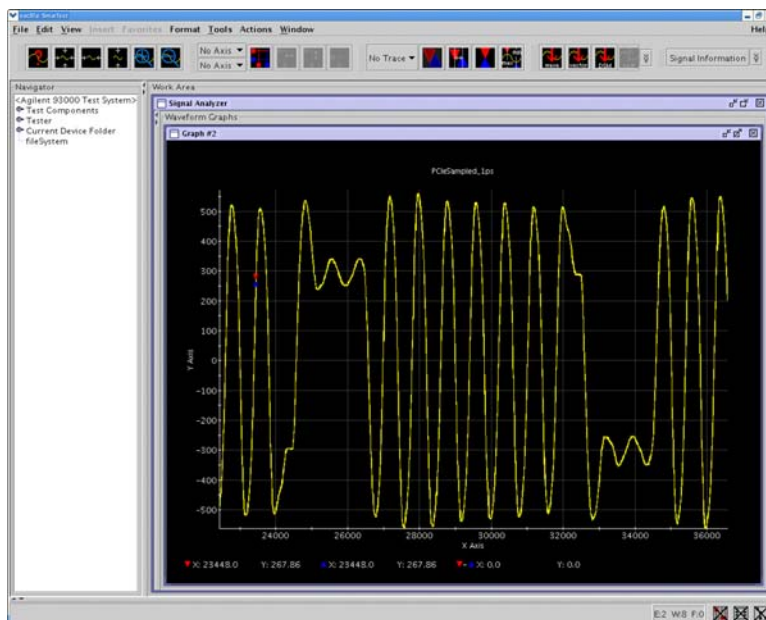 File Edit View Insert Favorites Format Tools Actions Window Help
No Axis
No Axis
No Trace
Signal Information
Navigator
<Agilent 93000 Test System>
Test Components
Tester
Current Device Folder
fileSystem
Work Area
Signal Analyzer
Waveform Graphs
Graph #2
PCIeSampled_1ps
500
400
300
200
100
0
-100
-200
-300
-400
-500
Y Axis
24000 26000 28000 30000 32000 34000 36000
X Axis
X: 23448.0 Y: 267.86 X: 23448.0 Y: 267.86 X: 0.0 Y: 0.0
E:2 W:8 F:0